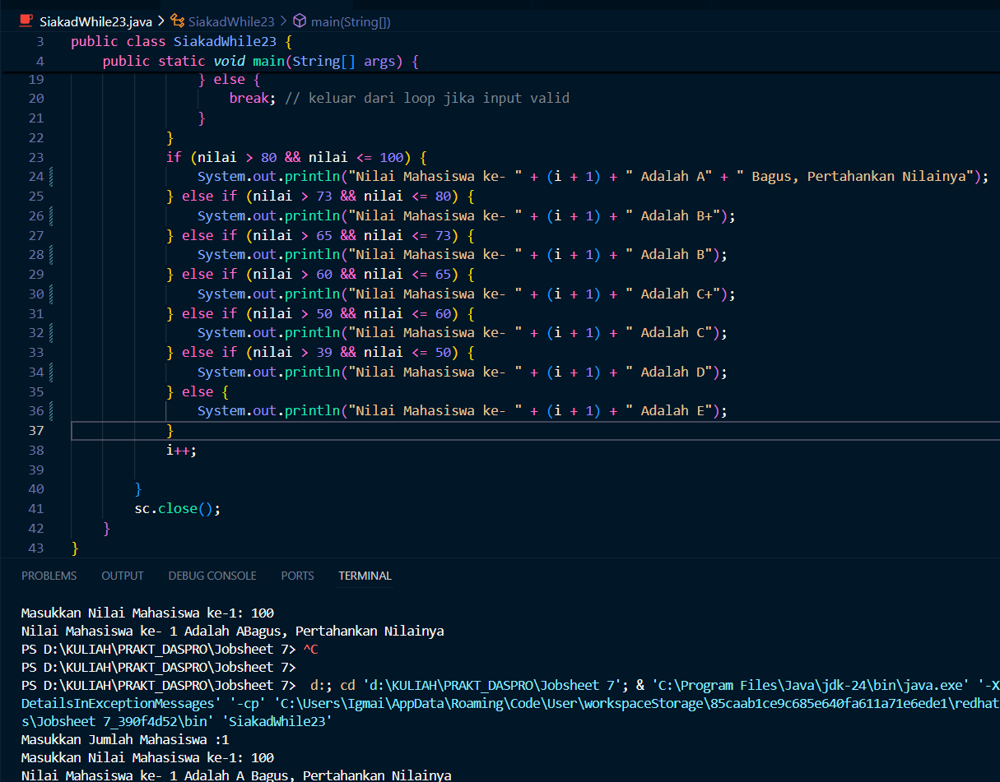 SiakadWhile23.java > SiakadWhile23 > main(String[])
3 public class SiakadWhile23 {
4 public static void main(String[] args) {
19 } else {
20 break; // keluar dari loop jika input valid
21 }
22 }
23 if (nilai > 80 && nilai <= 100) {
24 System.out.println("Nilai Mahasiswa ke- " + (i + 1) + " Adalah A" + " Bagus, Pertahankan Nilainya");
25 } else if (nilai > 73 && nilai <= 80) {
26 System.out.println("Nilai Mahasiswa ke- " + (i + 1) + " Adalah B+");
27 } else if (nilai > 65 && nilai <= 73) {
28 System.out.println("Nilai Mahasiswa ke- " + (i + 1) + " Adalah B");
29 } else if (nilai > 60 && nilai <= 65) {
30 System.out.println("Nilai Mahasiswa ke- " + (i + 1) + " Adalah C+");
31 } else if (nilai > 50 && nilai <= 60) {
32 System.out.println("Nilai Mahasiswa ke- " + (i + 1) + " Adalah C");
33 } else if (nilai > 39 && nilai <= 50) {
34 System.out.println("Nilai Mahasiswa ke- " + (i + 1) + " Adalah D");
35 } else {
36 System.out.println("Nilai Mahasiswa ke- " + (i + 1) + " Adalah E");
37 }
38 i++;
39
40 }
41 sc.close();
42 }
43 }
PROBLEMS OUTPUT DEBUG CONSOLE PORTS TERMINAL
Masukkan Nilai Mahasiswa ke-1: 100
Nilai Mahasiswa ke- 1 Adalah ABagus, Pertahankan Nilainya
PS D:\KULIAH\PRAKT_DASPRO\Jobsheet 7> ^C
PS D:\KULIAH\PRAKT_DASPRO\Jobsheet 7>
PS D:\KULIAH\PRAKT_DASPRO\Jobsheet 7> d:; cd 'd:\KULIAH\PRAKT_DASPRO\Jobsheet 7'; & 'C:\Program Files\Java\jdk-24\bin\java.exe' '-X
DetailsInExceptionMessages' '-cp' 'C:\Users\Igmai\AppData\Roaming\Code\User\workspaceStorage\85caab1ce9c685e640fa611a71e6ede1\redhat
s\Jobsheet 7_390f4d52\bin' 'SiakadWhile23'
Masukkan Jumlah Mahasiswa :1
Masukkan Nilai Mahasiswa ke-1: 100
Nilai Mahasiswa ke- 1 Adalah A Bagus, Pertahankan Nilainya